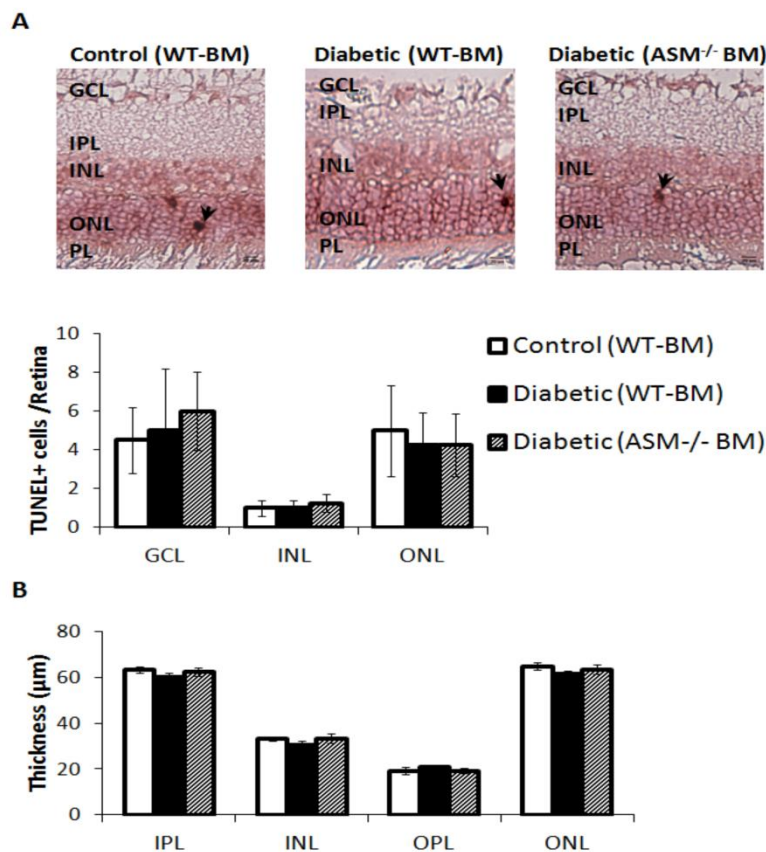 A
Control (WT-BM)
Diabetic (WT-BM)
Diabetic (ASM-/- BM)
GCL
IPL
INL
ONL
PL
GCL
IPL
INL
ONL
PL
GCL
IPL
INL
ONL
PL
TUNEL+ cells /Retina
10
8
6
4
2
0
GCL
INL
ONL
Control (WT-BM)
Diabetic (WT-BM)
Diabetic (ASM-/- BM)
B
Thickness (µm)
80
60
40
20
0
IPL
INL
OPL
ONL